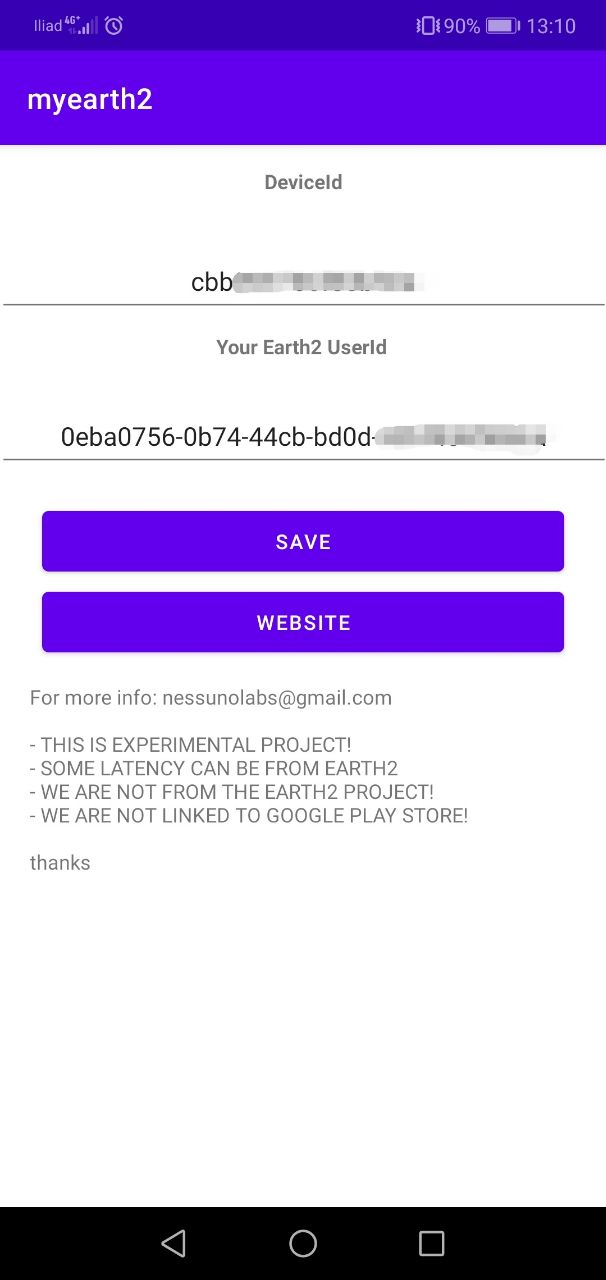 Iliad 4G+ 90% 13:10
myearth2
DeviceId
cbb
Your Earth2 UserId
0eba0756-0b74-44cb-bd0d-
SAVE
WEBSITE
For more info: nessunolabs@gmail.com
- THIS IS EXPERIMENTAL PROJECT!
- SOME LATENCY CAN BE FROM EARTH2
- WE ARE NOT FROM THE EARTH2 PROJECT!
- WE ARE NOT LINKED TO GOOGLE PLAY STORE!
thanks